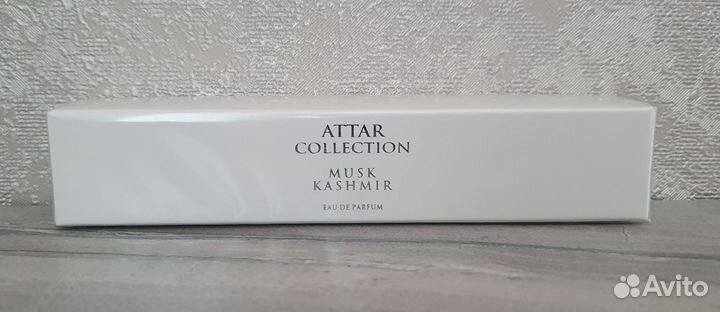 ATTAR
COLLECTION
MUSK
KASHMIR
EAU DE PARFUM
Avito